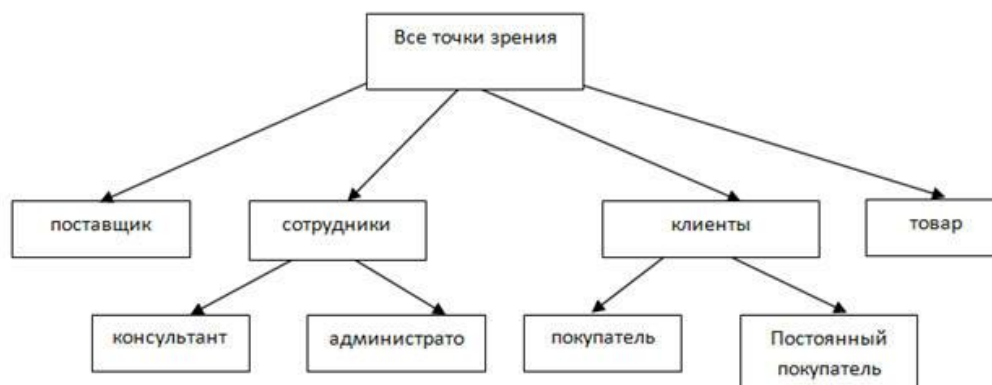 Все точки зрения
поставщик
сотрудники
клиенты
товар
консультант
администрато
покупатель
Постоянный
покупатель